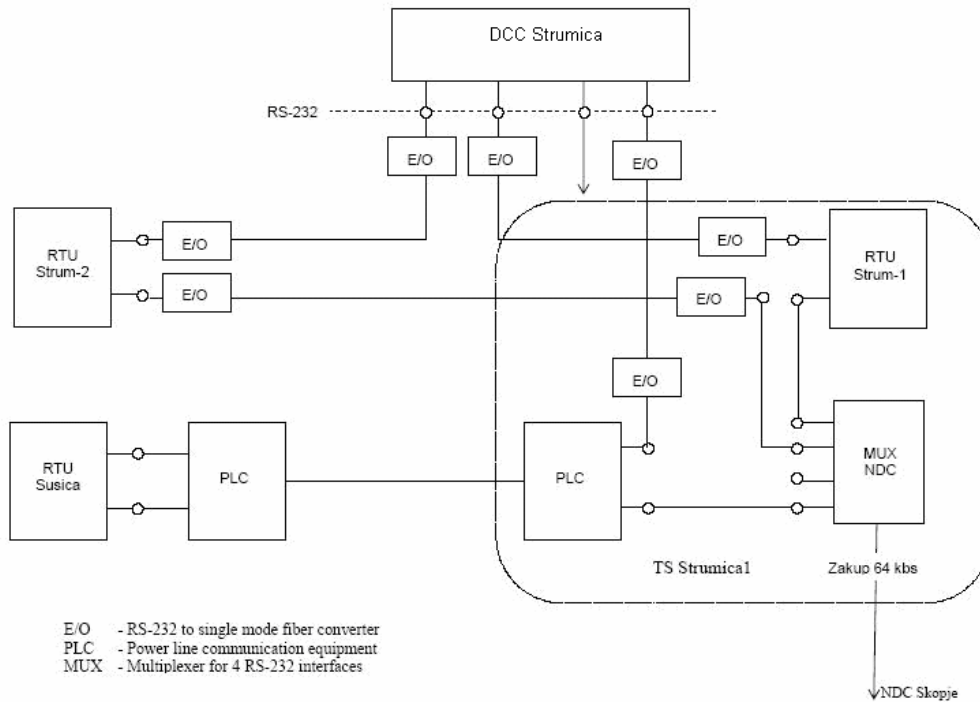 DCC Strumica
RS-232
E/O
E/O
E/O
RTU
Strum-2
E/O
E/O
E/O
E/O
RTU
Strum-1
E/O
RTU
Susica
PLC
PLC
MUX
NDC
TS Strumica1
Zakup 64 kbs
E/O - RS-232 to single mode fiber converter
PLC - Power line communication equipment
MUX - Multiplexer for 4 RS-232 interfaces
NDC Skopje